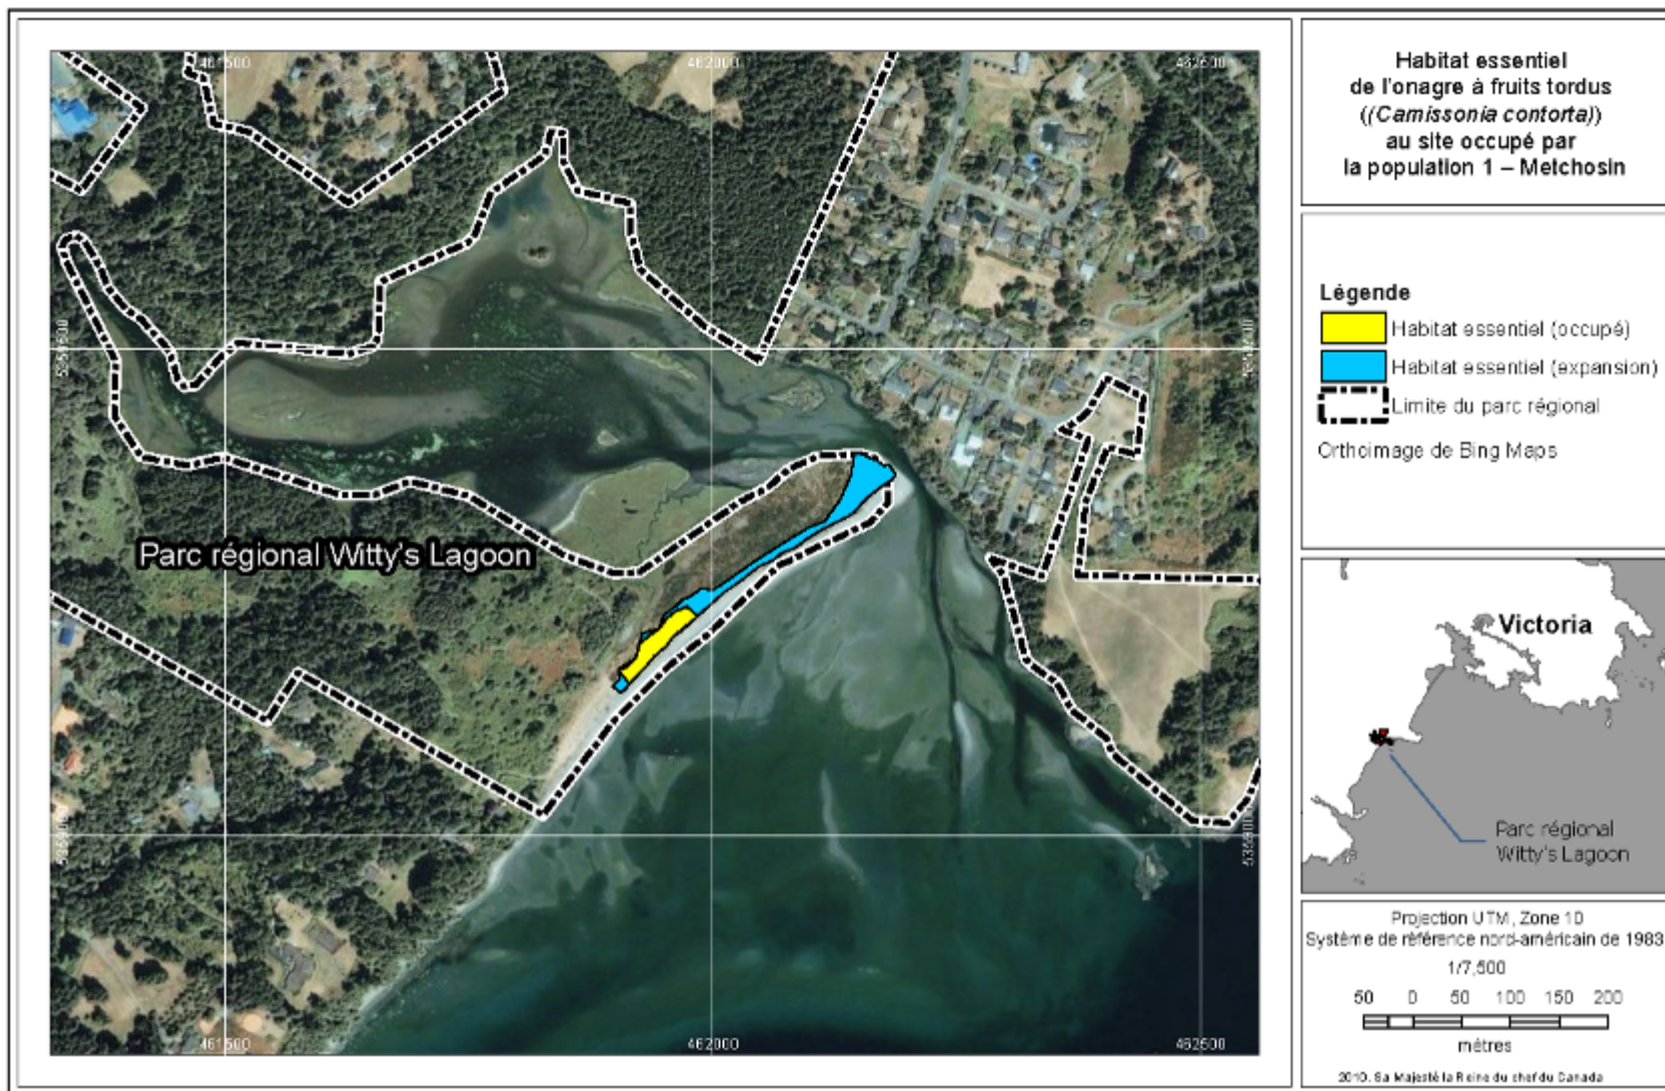 Habitat essentiel
de l'onagre à fruits tordus
((Camissonia contorta))
au site occupé par
la population 1 – Metchosin
Légende
Habitat essentiel (occupé)
Habitat essentiel (expansion)
Limite du parc régional
Orthoimage de Bing Maps
461500
462000
462500
Parc régional Witty's Lagoon
461500
462000
462500
Victoria
Parc régional
Witty's Lagoon
Projection UTM, Zone 10
Système de référence nord-américain de 1983
1/7,500
50 0 50 100 150 200
mètres
2010. Sa Majesté la Reine du chef du Canada